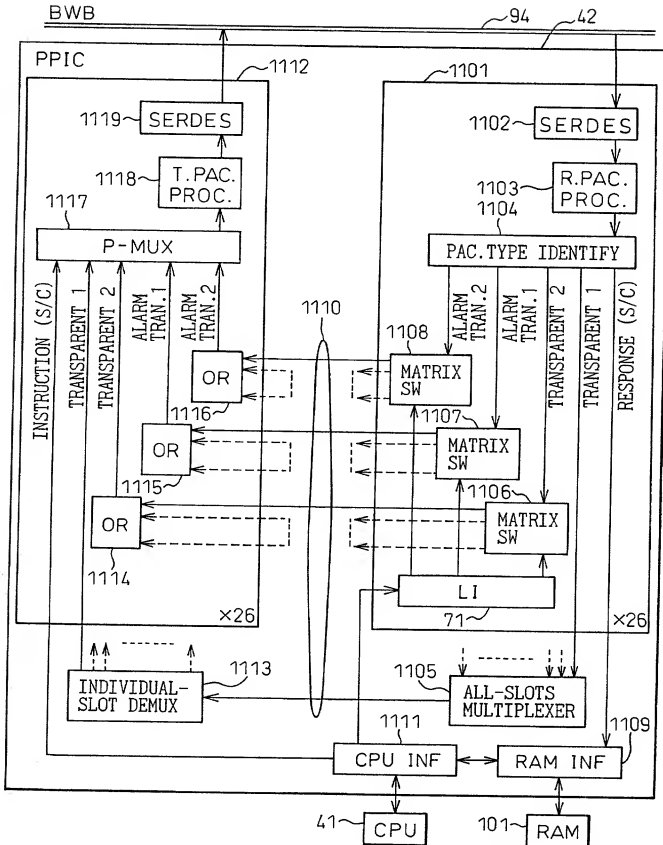 BWB
94
42
PPIC
1112
1101
1119
SERDES
1102
SERDES
1118
T.PAC.
PROC.
1103
R.PAC.
PROC.
1117
P-MUX
1104
PAC.TYPE IDENTIFY
INSTRUCTION (S/C)
TRANSPARENT 1
TRANSPARENT 2
ALARM
TRAN.1
ALARM
TRAN.2
1110
ALARM
TRAN.2
ALARM
TRAN.1
TRANSPARENT 2
TRANSPARENT 1
RESPONSE (S/C)
1108
MATRIX
SW
OR
1116
1107
MATRIX
SW
OR
1115
1106
MATRIX
SW
OR
1114
LI
71
×26
×26
1113
INDIVIDUAL-
SLOT DEMUX
1105
ALL-SLOTS
MULTIPLEXER
1111
CPU INF
1109
RAM INF
41
CPU
101
RAM